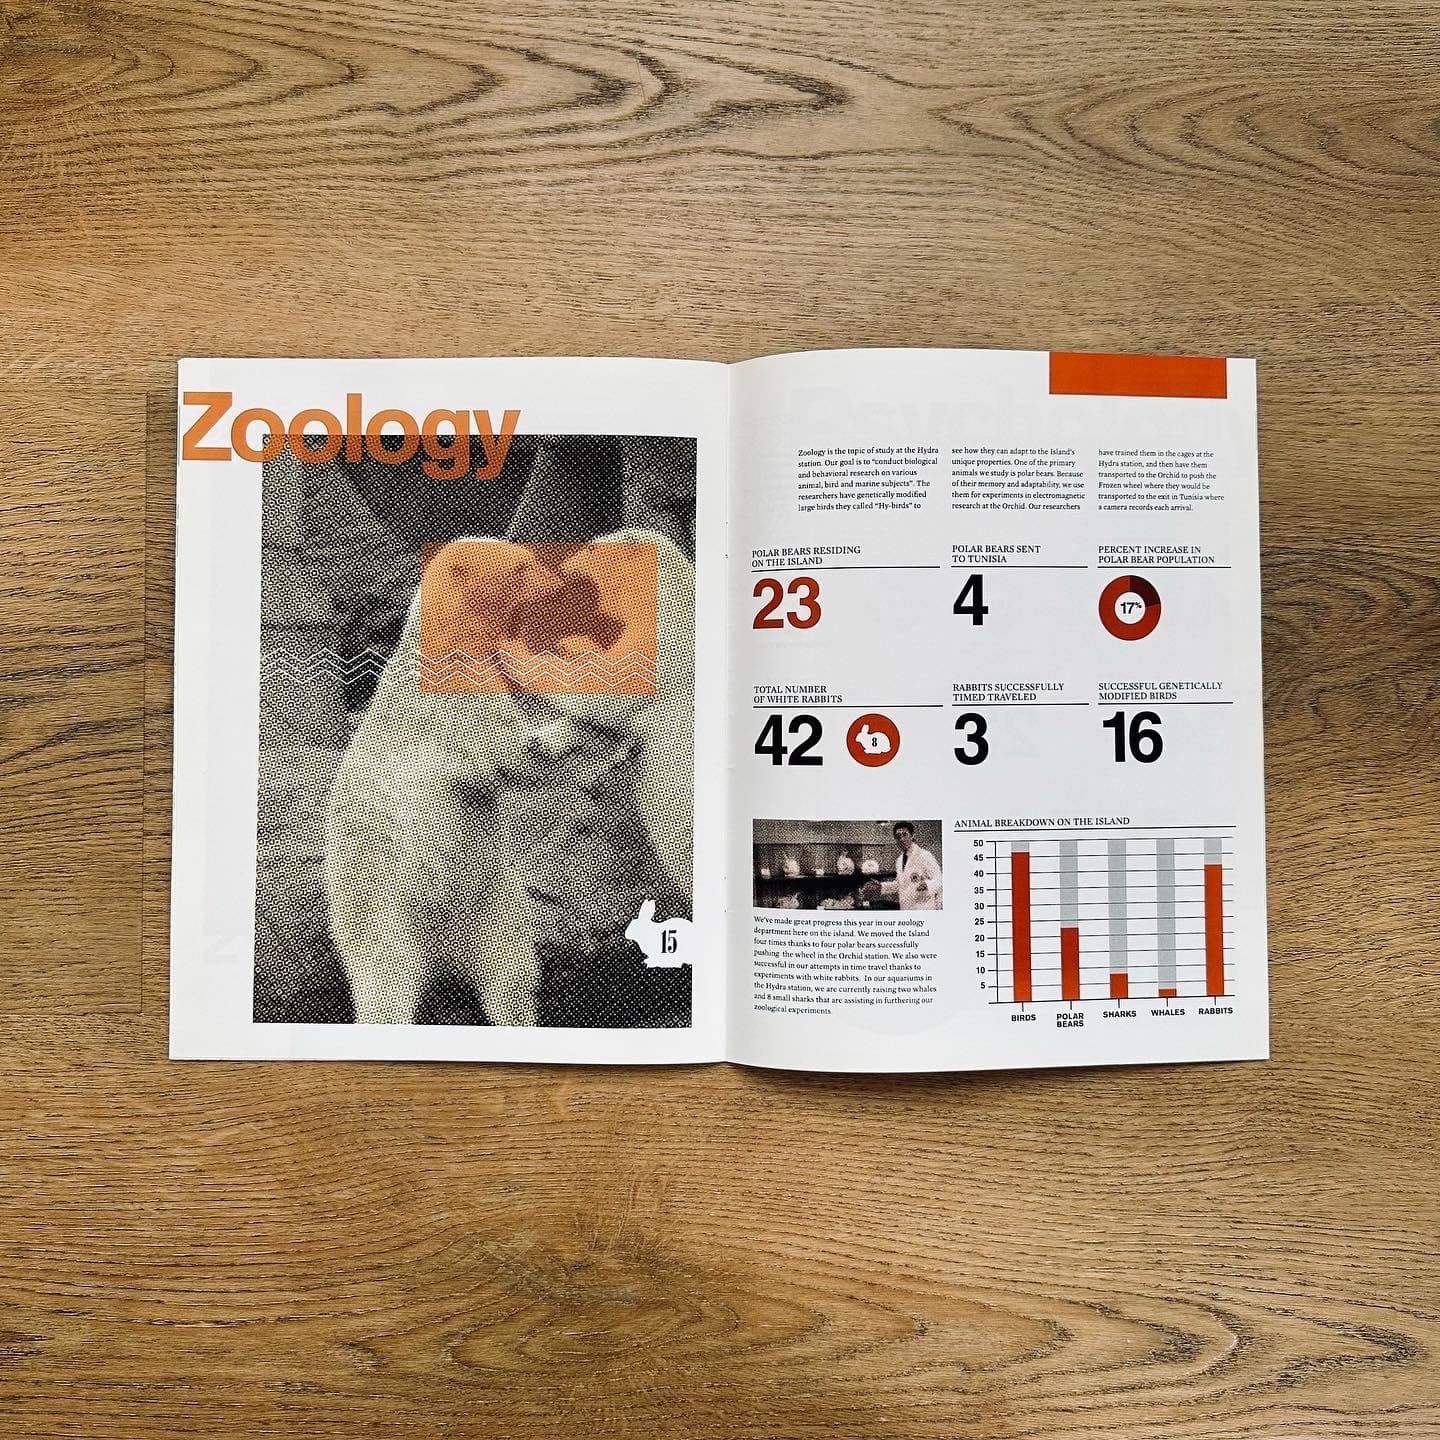 Zoology
15
Zoology is the topic of study at the Hydra
station. Our goal is to “conduct biological
and behavioral research on various
animal, bird and marine subjects”. The
researchers have genetically modified
large birds they called “Hy-birds” to
see how they can adapt to the Island's
unique properties. One of the primary
animals we study is polar bears. Because
of their memory and adaptability, we use
them for experiments in electromagnetic
research at the Orchid. Our researchers
have trained them in the cages at the
Hydra station, and then have them
transported to the Orchid to push the
Frozen wheel where they would be
transported to the exit in Tunisia where
a camera records each arrival.
POLAR BEARS RESIDING
ON THE ISLAND
23
POLAR BEARS SENT
TO TUNISIA
4
PERCENT INCREASE IN
POLAR BEAR POPULATION
17%
TOTAL NUMBER
OF WHITE RABBITS
42
8
RABBITS SUCCESSFULLY
TIMED TRAVELED
3
SUCCESSFUL GENETICALLY
MODIFIED BIRDS
16
We've made great progress this year in our zoology
department here on the island. We moved the Island
four times thanks to four polar bears successfully
pushing the wheel in the Orchid station. We also were
successful in our attempts in time travel thanks to
experiments with white rabbits. In our aquariums in
the Hydra station, we are currently raising two whales
and 8 small sharks that are assisting in furthering our
zoological experiments.
ANIMAL BREAKDOWN ON THE ISLAND
50
45
40
35
30
25
20
15
10
5
BIRDS
POLAR
BEARS
SHARKS
WHALES
RABBITS